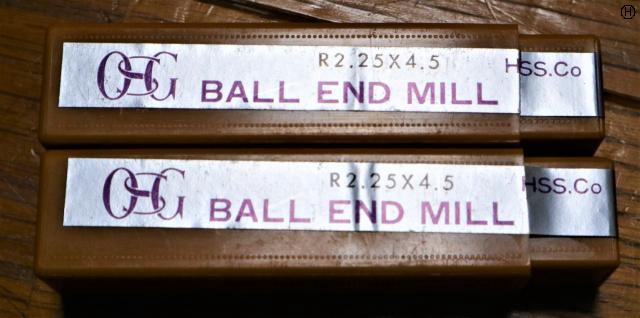 H
OSG R2.25X4.5 HSS.Co
BALL END MILL
OSG R2.25X4.5 HSS.Co
BALL END MILL